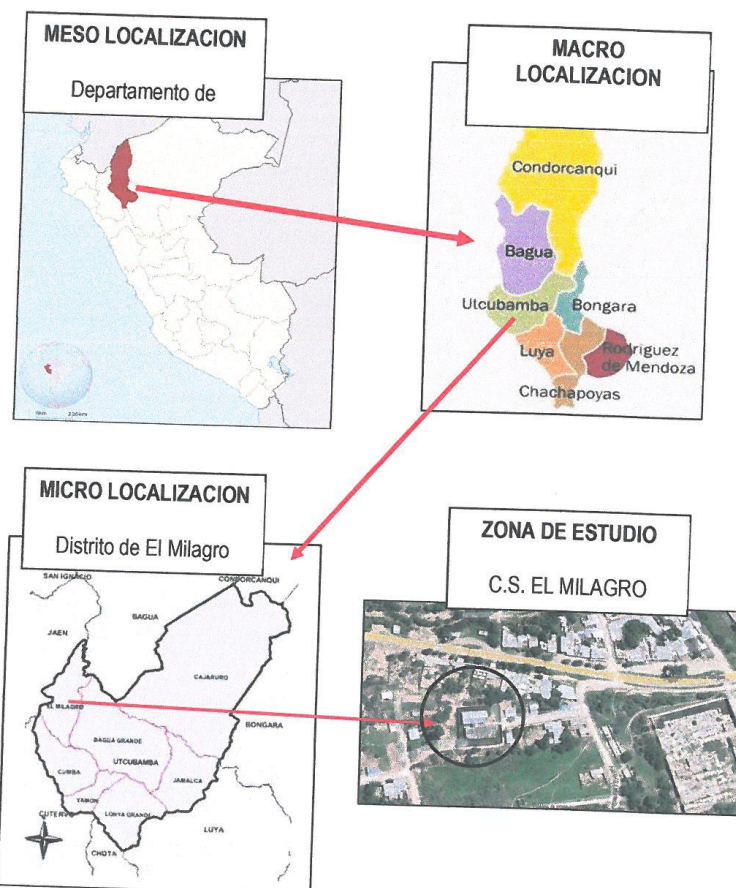 MESO LOCALIZACION
Departamento de
MACRO
LOCALIZACION
Condorcanqui
Bagua
Utcubamba
Bongara
Luya
Rodriguez
de Mendoza
Chachapoyas
MICRO LOCALIZACION
Distrito de El Milagro
SAN IGNACIO
CONDORCANQUI
BAGUA
JAEN
CAJARURO
EL MILAGRO
BONGARA
BAGUA GRANDE
UTCUBAMBA
CUMBA
JAMALCA
YAMON
LONYA GRANDE
CUTERVO
LUYA
CHOTA
ZONA DE ESTUDIO
C.S. EL MILAGRO